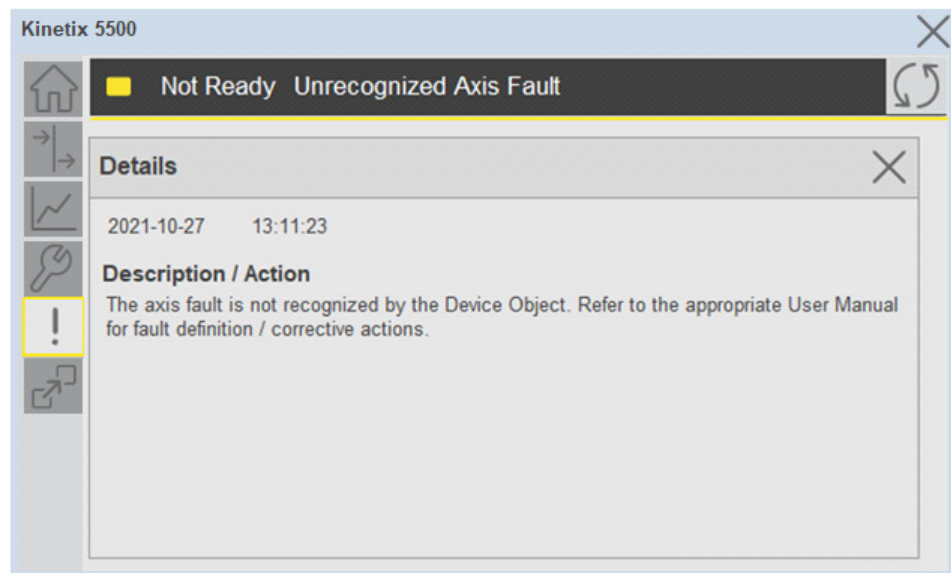 Kinetix 5500
Not Ready Unrecognized Axis Fault
Details
2021-10-27 13:11:23
Description / Action
The axis fault is not recognized by the Device Object. Refer to the appropriate User Manual
for fault definition / corrective actions.